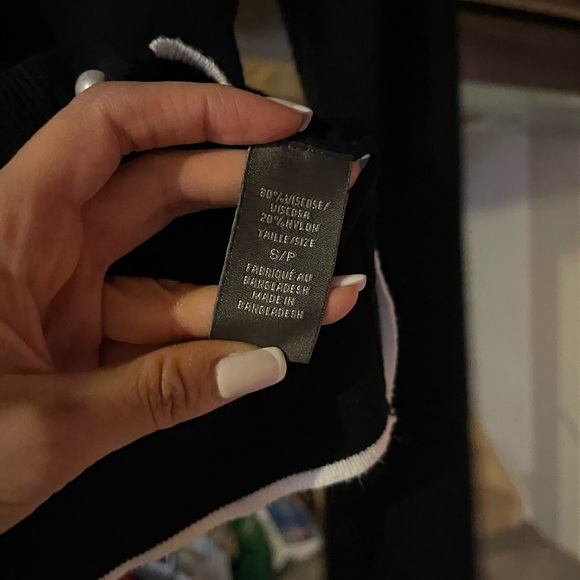 80% VISCOSE/
VISCOSA
20% NYLON
TAILLE/SIZE
S/P
FABRIQUÉ AU
BANGLADESH
MADE IN
BANGLADESH